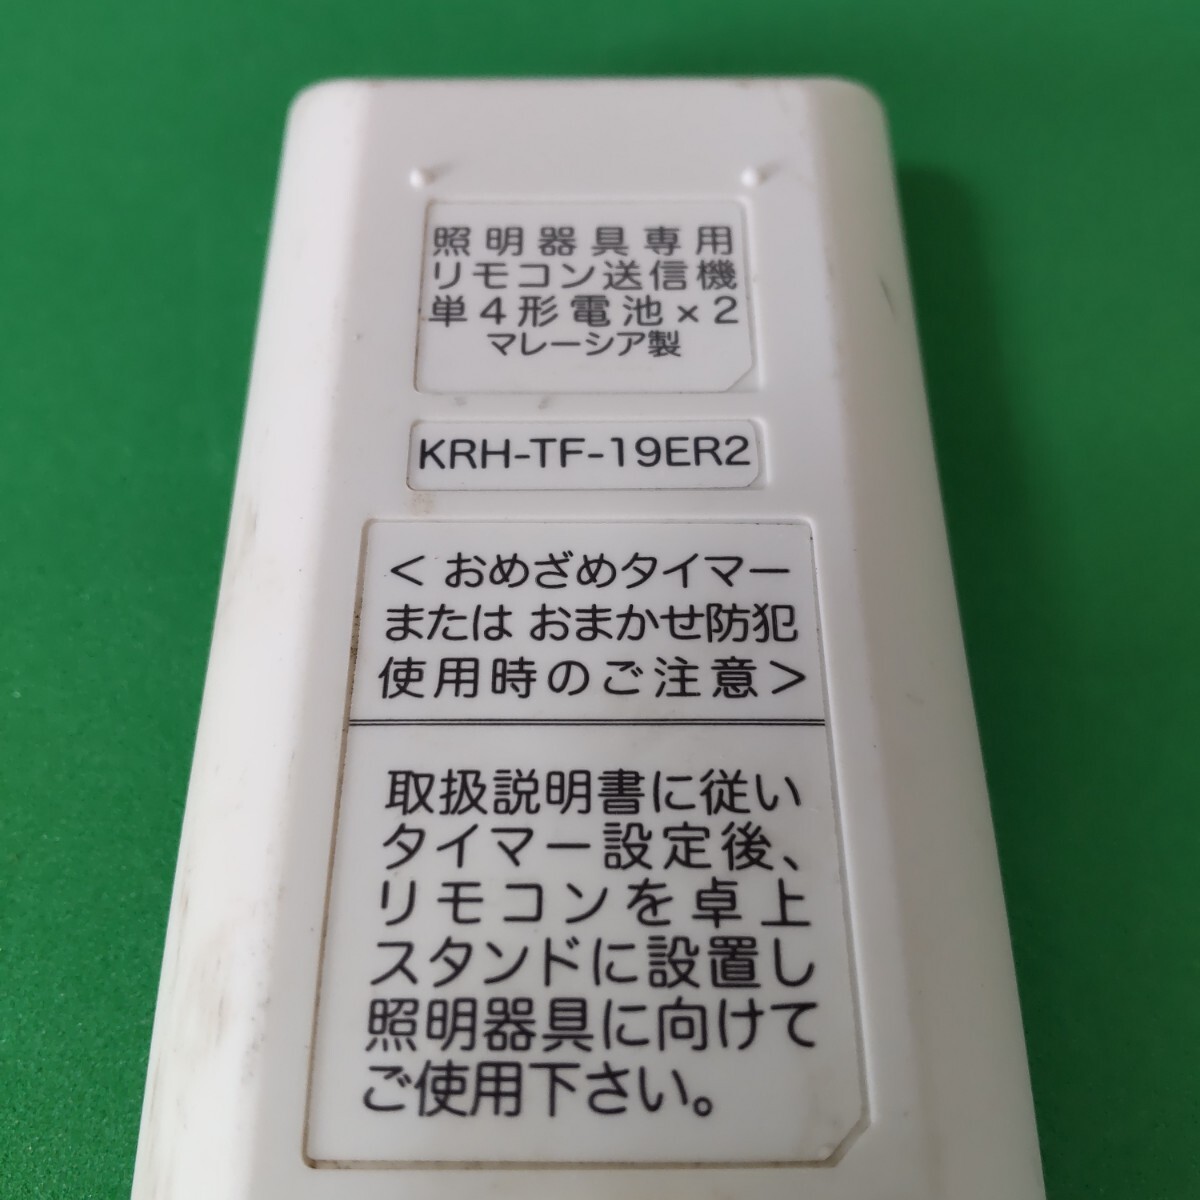 照明器具専用
リモコン送信機
単4形電池×2
マレーシア製
KRH-TF-19ER2
<おめざめタイマー
または おまかせ防犯
使用時のご注意>
取扱説明書に従い
タイマー設定後、
リモコンを卓上
スタンドに設置し
照明器具に向けて
ご使用下さい。